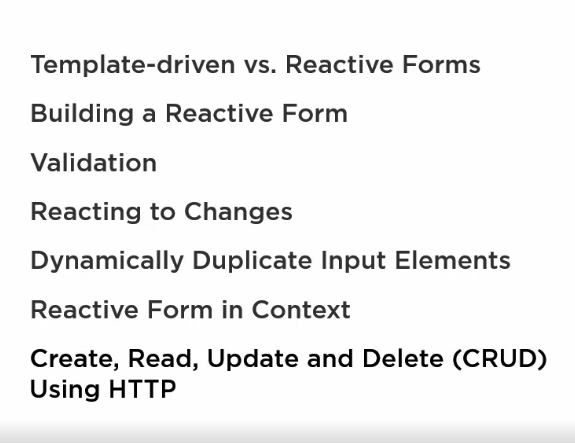 Template-driven vs. Reactive Forms
Building a Reactive Form
Validation
Reacting to Changes
Dynamically Duplicate Input Elements
Reactive Form in Context
Create, Read, Update and Delete (CRUD)
Using HTTP